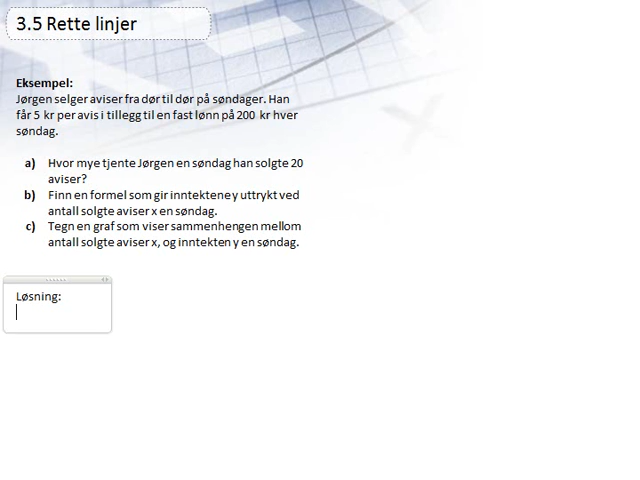 3.5 Rette linjer
Eksempel:
Jørgen selger aviser fra dør til dør på søndager. Han
får 5 kr per avis i tillegg til en fast lønn på 200 kr hver
søndag.
a) Hvor mye tjente Jørgen en søndag han solgte 20
aviser?
b) Finn en formel som gir inntektene y uttrykt ved
antall solgte aviser x en søndag.
c) Tegn en graf som viser sammenhengen mellom
antall solgte aviser x, og inntekten y en søndag.
Løsning: